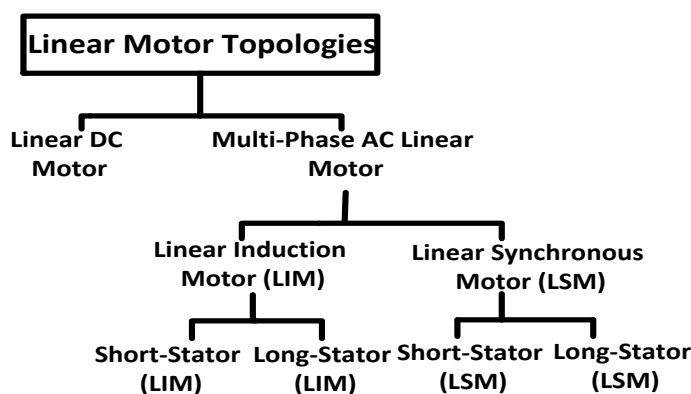 Linear Motor Topologies
Linear DC
Motor
Multi-Phase AC Linear
Motor
Linear Induction
Motor (LIM)
Linear Synchronous
Motor (LSM)
Short-Stator
(LIM)
Long-Stator
(LIM)
Short-Stator
(LSM)
Long-Stator
(LSM)